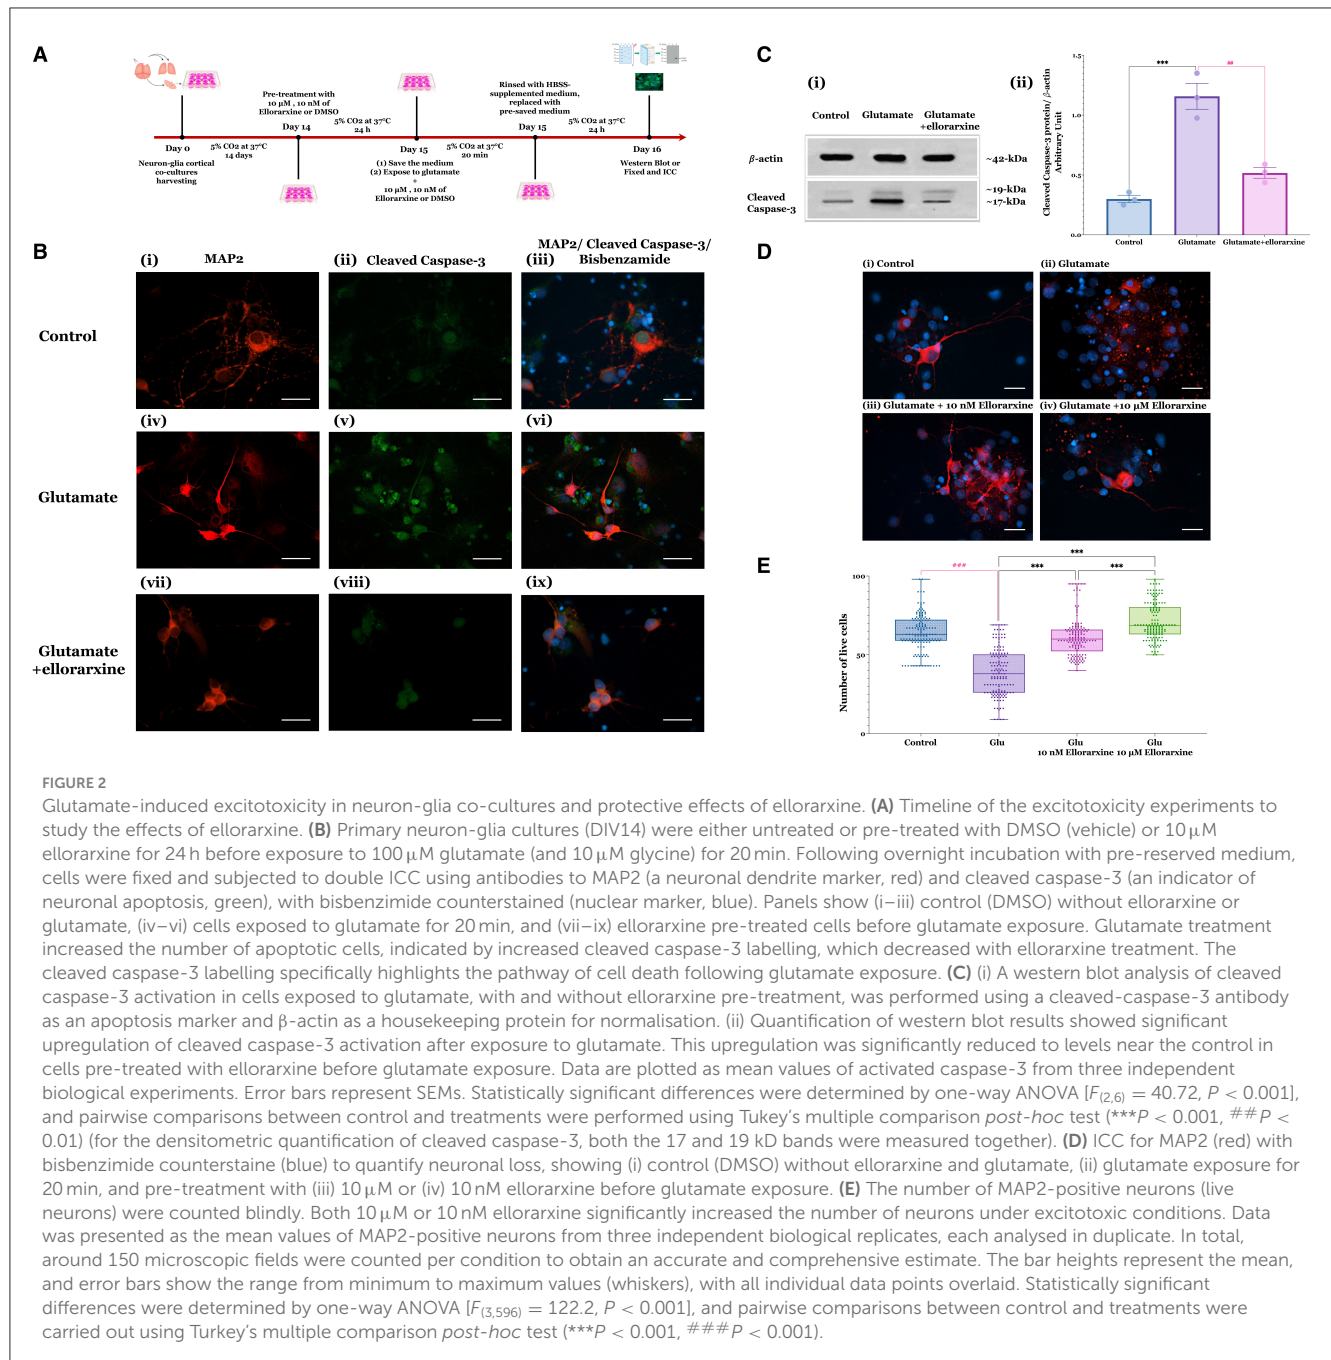 A
Pre-treatment with
10 µM , 10 nM of
Ellorarxine or DMSO
Rinsed with HBSS-
supplemented medium,
replaced with
pre-saved medium
Day 14
5% CO2 at 37°C
24 h
Day 15
5% CO2 at 37°C
24 h
Day 0
5% CO2 at 37°C
14 days
Day 15
5% CO2 at 37°C
20 min
Day 16
Neuron-glia cortical
co-cultures
harvesting
(1) Save the medium
(2) Expose to glutamate
+
10 µM , 10 nM of
Ellorarxine or DMSO
Western Blot or
Fixed and ICC
B
(i) MAP2
(ii) Cleaved Caspase-3
MAP2/ Cleaved Caspase-3/
(iii) Bisbenzamide
Control
(iv)
(v)
(vi)
Glutamate
(vii)
(viii)
(ix)
Glutamate
+ellorarxine
C
(i)
Control
Glutamate
Glutamate
+ellorarxine
β-actin
~42-kDa
Cleaved
Caspase-3
~19-kDa
~17-kDa
(ii)
Cleaved Caspase-3 protein/ β-actin
Arbitrary Unit
1.5
1.0
0.5
0.0
***
##
Control
Glutamate
Glutamate+ellorarxine
D
(i) Control
(ii) Glutamate
(iii) Glutamate + 10 nM Ellorarxine
(iv) Glutamate +10 µM Ellorarxine
E
Number of live cells
100
50
0
###
***
***
***
Control
Glu
Glu
10 nM Ellorarxine
Glu
10 µM Ellorarxine
FIGURE 2
Glutamate-induced excitotoxicity in neuron-glia co-cultures and protective effects of ellorarxine. (A) Timeline of the excitotoxicity experiments to
study the effects of ellorarxine. (B) Primary neuron-glia cultures (DIV14) were either untreated or pre-treated with DMSO (vehicle) or 10 µM
ellorarxine for 24 h before exposure to 100 µM glutamate (and 10 µM glycine) for 20 min. Following overnight incubation with pre-reserved medium,
cells were fixed and subjected to double ICC using antibodies to MAP2 (a neuronal dendrite marker, red) and cleaved caspase-3 (an indicator of
neuronal apoptosis, green), with bisbenzimide counterstained (nuclear marker, blue). Panels show (i–iii) control (DMSO) without ellorarxine or
glutamate, (iv–vi) cells exposed to glutamate for 20 min, and (vii–ix) ellorarxine pre-treated cells before glutamate exposure. Glutamate treatment
increased the number of apoptotic cells, indicated by increased cleaved caspase-3 labelling, which decreased with ellorarxine treatment. The
cleaved caspase-3 labelling specifically highlights the pathway of cell death following glutamate exposure. (C) (i) A western blot analysis of cleaved
caspase-3 activation in cells exposed to glutamate, with and without ellorarxine pre-treatment, was performed using a cleaved-caspase-3 antibody
as an apoptosis marker and β-actin as a housekeeping protein for normalisation. (ii) Quantification of western blot results showed significant
upregulation of cleaved caspase-3 activation after exposure to glutamate. This upregulation was significantly reduced to levels near the control in
cells pre-treated with ellorarxine before glutamate exposure. Data are plotted as mean values of activated caspase-3 from three independent
biological experiments. Error bars represent SEMs. Statistically significant differences were determined by one-way ANOVA [F(2,6) = 40.72, P < 0.001],
and pairwise comparisons between control and treatments were performed using Tukey's multiple comparison post-hoc test (***P < 0.001, ##P <
0.01) (for the densitometric quantification of cleaved caspase-3, both the 17 and 19 kD bands were measured together). (D) ICC for MAP2 (red) with
bisbenzimide counterstaine (blue) to quantify neuronal loss, showing (i) control (DMSO) without ellorarxine and glutamate, (ii) glutamate exposure for
20 min, and pre-treatment with (iii) 10 µM or (iv) 10 nM ellorarxine before glutamate exposure. (E) The number of MAP2-positive neurons (live
neurons) were counted blindly. Both 10 µM or 10 nM ellorarxine significantly increased the number of neurons under excitotoxic conditions. Data
was presented as the mean values of MAP2-positive neurons from three independent biological replicates, each analysed in duplicate. In total,
around 150 microscopic fields were counted per condition to obtain an accurate and comprehensive estimate. The bar heights represent the mean,
and error bars show the range from minimum to maximum values (whiskers), with all individual data points overlaid. Statistically significant
differences were determined by one-way ANOVA [F(3,596) = 122.2, P < 0.001], and pairwise comparisons between control and treatments were
carried out using Turkey's multiple comparison post-hoc test (***P < 0.001, ###P < 0.001).